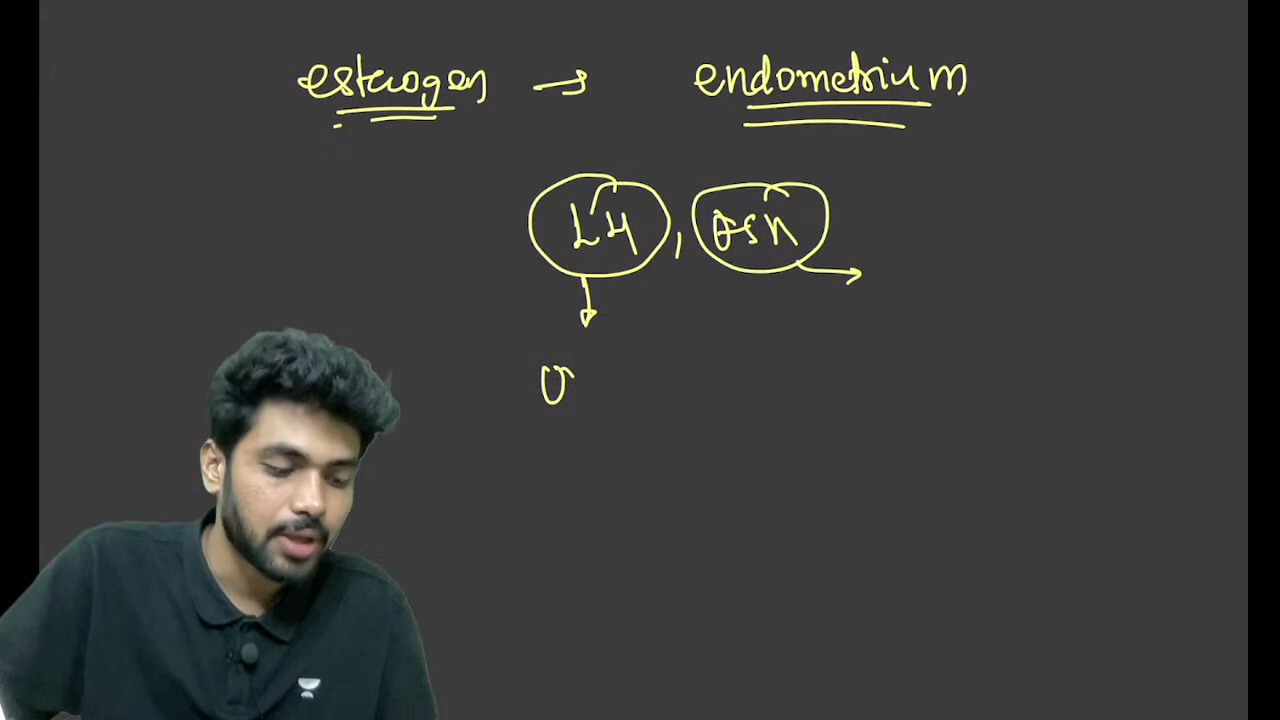 estrogen → endometrium
LH, FSH
O